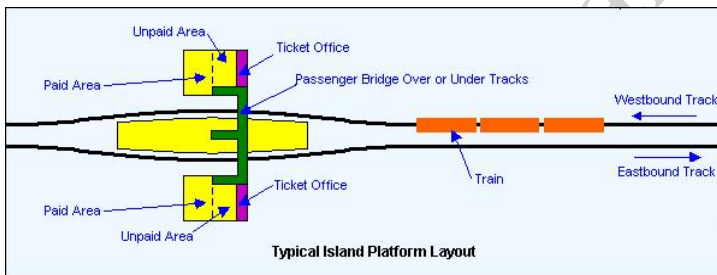 Unpaid Area
Ticket Office
Paid Area
Passenger Bridge Over or Under Tracks
Westbound Track
Train
Eastbound Track
Ticket Office
Paid Area
Unpaid Area
Typical Island Platform Layout